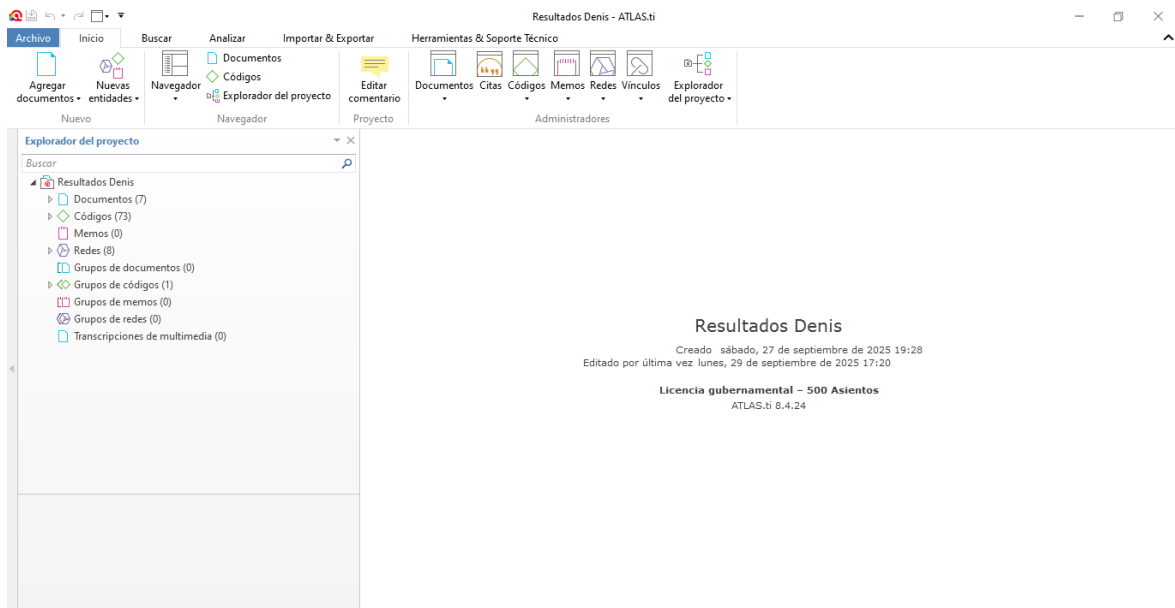 Resultados Denis - ATLAS.ti
Archivo Inicio Buscar Analizar Importar & Exportar Herramientas & Soporte Técnico
Agregar documentos
Nuevas entidades
Navegador
Documentos
Códigos
Explorador del proyecto
Editar comentario
Documentos Citas Códigos Memos Redes Vínculos
Explorador del proyecto
Nuevo Navegador Proyecto Administradores
Explorador del proyecto
Buscar
Resultados Denis
Documentos (7)
Códigos (73)
Memos (0)
Redes (8)
Grupos de documentos (0)
Grupos de códigos (1)
Grupos de memos (0)
Grupos de redes (0)
Transcripciones de multimedia (0)
Resultados Denis
Creado sábado, 27 de septiembre de 2025 19:28
Editado por última vez lunes, 29 de septiembre de 2025 17:20
Licencia gubernamental – 500 Asientos
ATLAS.ti 8.4.24